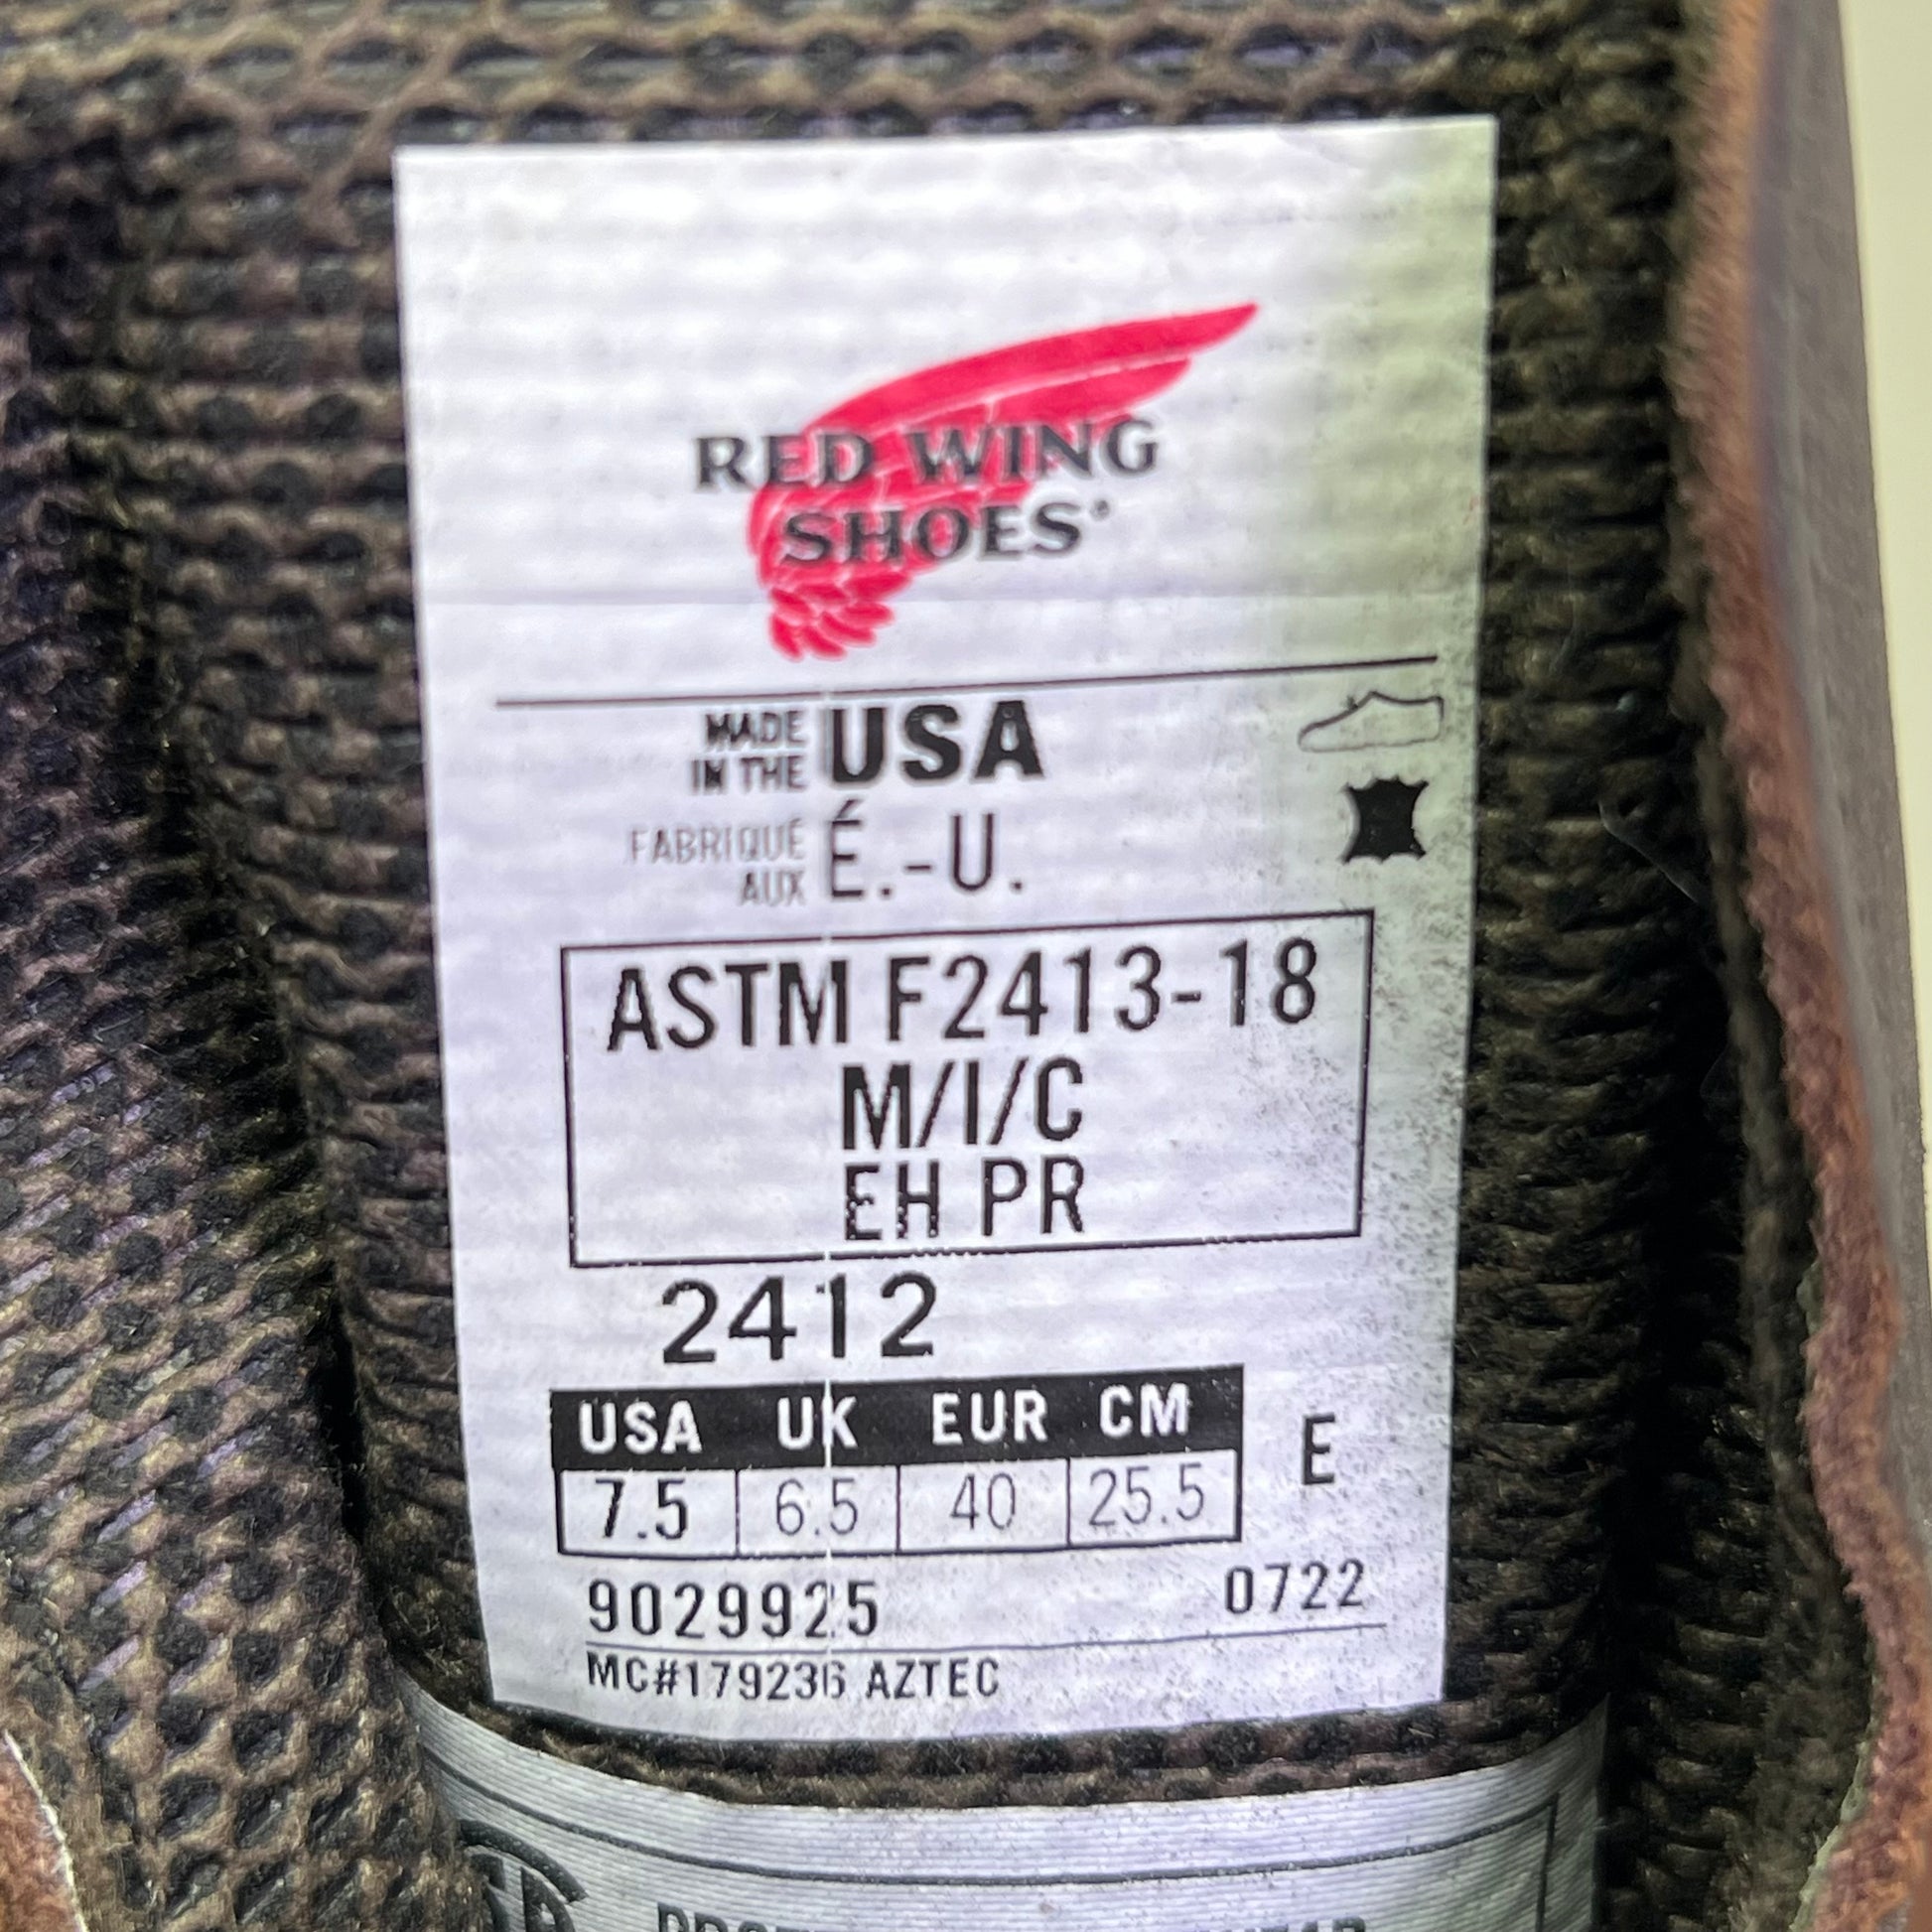 RED WING
SHOES®
MADE
IN THE USA
FABRIQUÉ
AUX É.-U.
ASTM F2413-18
M/I/C
EH PR
2412
USA UK EUR CM
7.5 6.5 40 25.5 E
9029925 0722
MC#179236 AZTEC